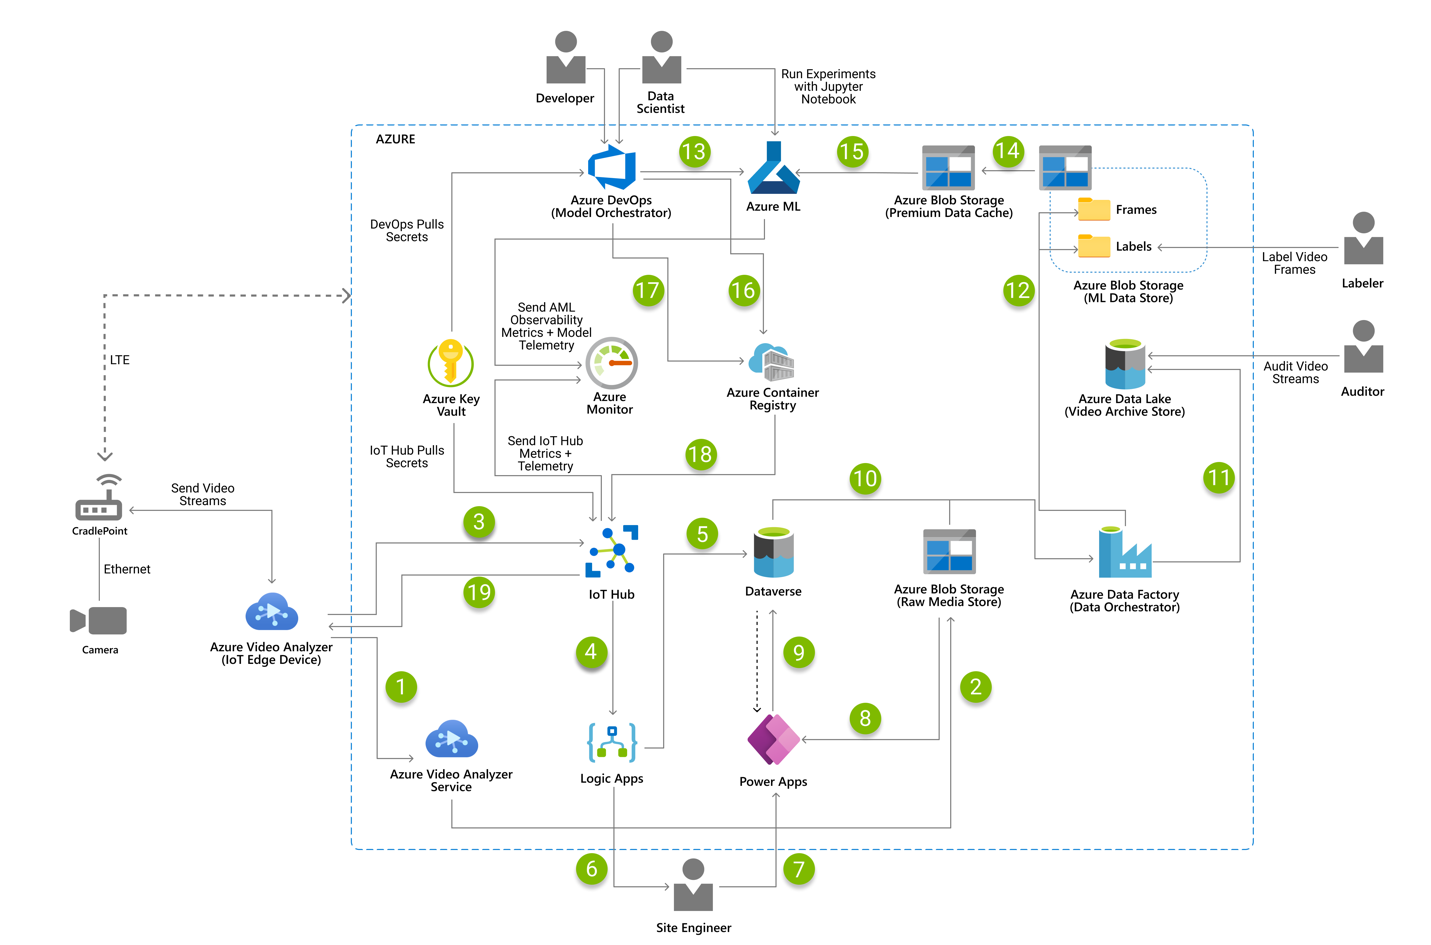 Developer
Data
Scientist
Run Experiments
with Jupyter
Notebook
AZURE
13
15
14
Azure DevOps
(Model Orchestrator)
Azure ML
Azure Blob Storage
(Premium Data Cache)
Frames
Labels
DevOps Pulls
Secrets
Label Video
Frames
Labeler
Azure Blob Storage
(ML Data Store)
17
16
12
Send AML
Observability
Metrics + Model
Telemetry
LTE
Azure Key
Vault
Azure
Monitor
Azure Container
Registry
Azure Data Lake
(Video Archive Store)
Audit Video
Streams
Auditor
IoT Hub Pulls
Secrets
Send IoT Hub
Metrics +
Telemetry
18
10
11
Send Video
Streams
CradlePoint
3
5
Ethernet
19
IoT Hub
Dataverse
Azure Blob Storage
(Raw Media Store)
Azure Data Factory
(Data Orchestrator)
Camera
Azure Video Analyzer
(IoT Edge Device)
4
9
1
2
8
Azure Video Analyzer
Service
Logic Apps
Power Apps
6
7
Site Engineer